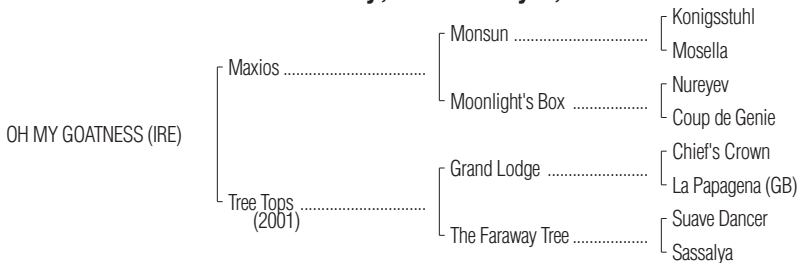 Konigsstuhl
Monsun ..................................
Mosella
Maxios ....................................
Nureyev
Moonlight's Box ...................
Coup de Genie
OH MY GOATNESS (IRE)
Chief's Crown
Grand Lodge .........................
La Papagena (GB)
Tree Tops ................................
(2001)
Suave Dancer
The Faraway Tree ...................
Sassalya